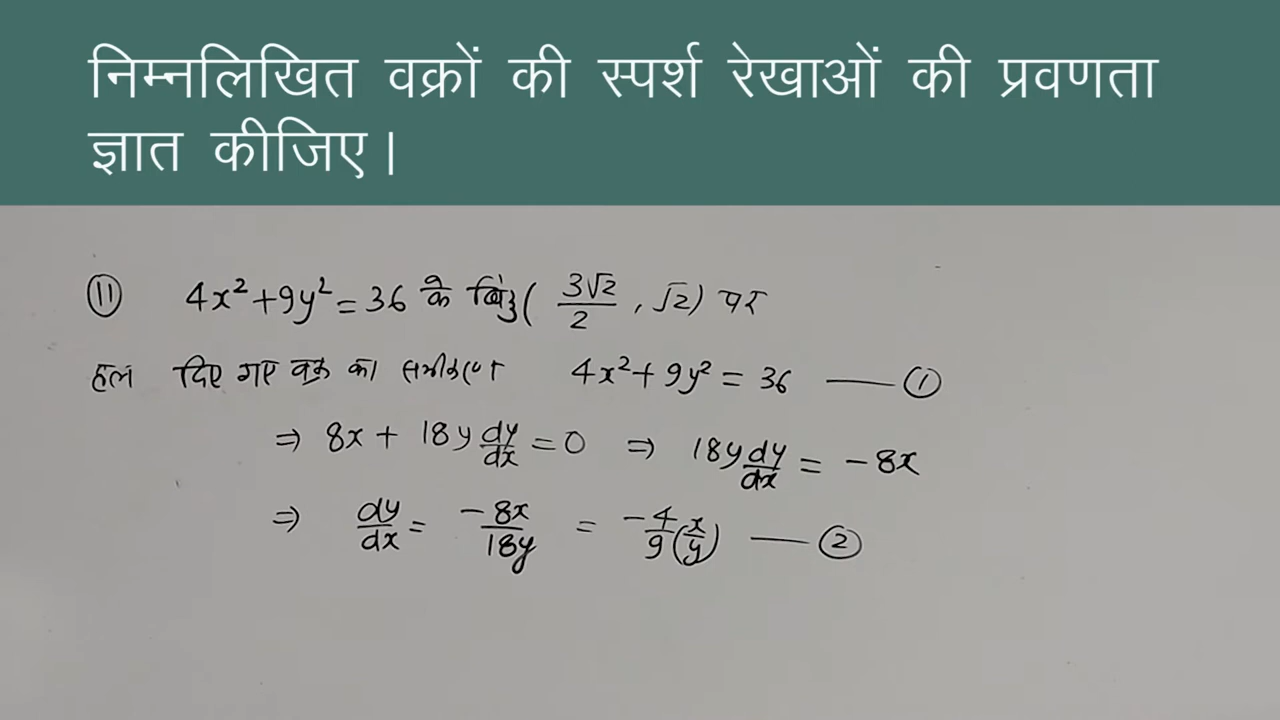 निम्नलिखित वक्रों की स्पर्श रेखाओं की प्रवणता
ज्ञात कीजिए।
(11) 4x² + 9y² = 36 के बिंदु ( 3√2/2 , √2) पर
हल दिए गए वक्र का समीकरण 4x² + 9y² = 36 —— (1)
⇒ 8x + 18y dy/dx = 0 ⇒ 18y dy/dx = -8x
⇒ dy/dx = -8x/18y = -4/9 (x/y) —— (2)